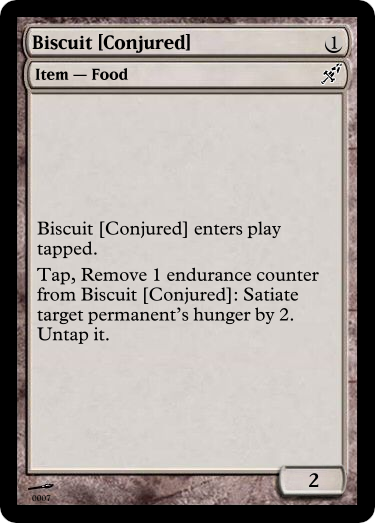 Biscuit [Conjured]
1
Item — Food
Biscuit [Conjured] enters play
tapped.
Tap, Remove 1 endurance counter
from Biscuit [Conjured]: Satiate
target permanent's hunger by 2.
Untap it.
2
0007